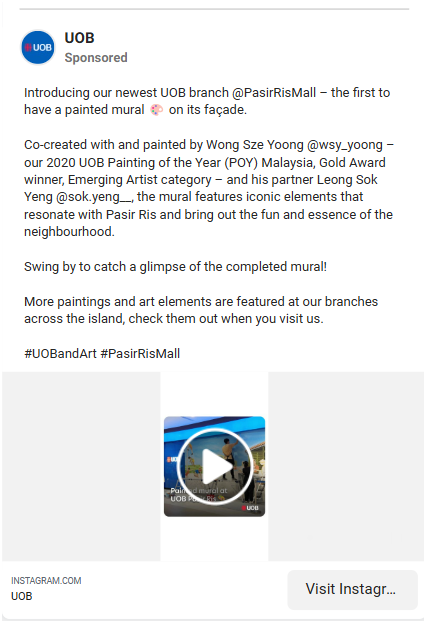 UOB
UOB
Sponsored
Introducing our newest UOB branch @PasirRisMall – the first to
have a painted mural 🎨 on its façade.
Co-created with and painted by Wong Sze Yoong @wsy_yoong –
our 2020 UOB Painting of the Year (POY) Malaysia, Gold Award
winner, Emerging Artist category – and his partner Leong Sok
Yeng @sok.yeng__, the mural features iconic elements that
resonate with Pasir Ris and bring out the fun and essence of the
neighbourhood.
Swing by to catch a glimpse of the completed mural!
More paintings and art elements are featured at our branches
across the island, check them out when you visit us.
#UOBandArt #PasirRisMall
UOB
Painted mural at
UOB Pasir Ris
UOB
INSTAGRAM.COM
UOB
Visit Instagr...